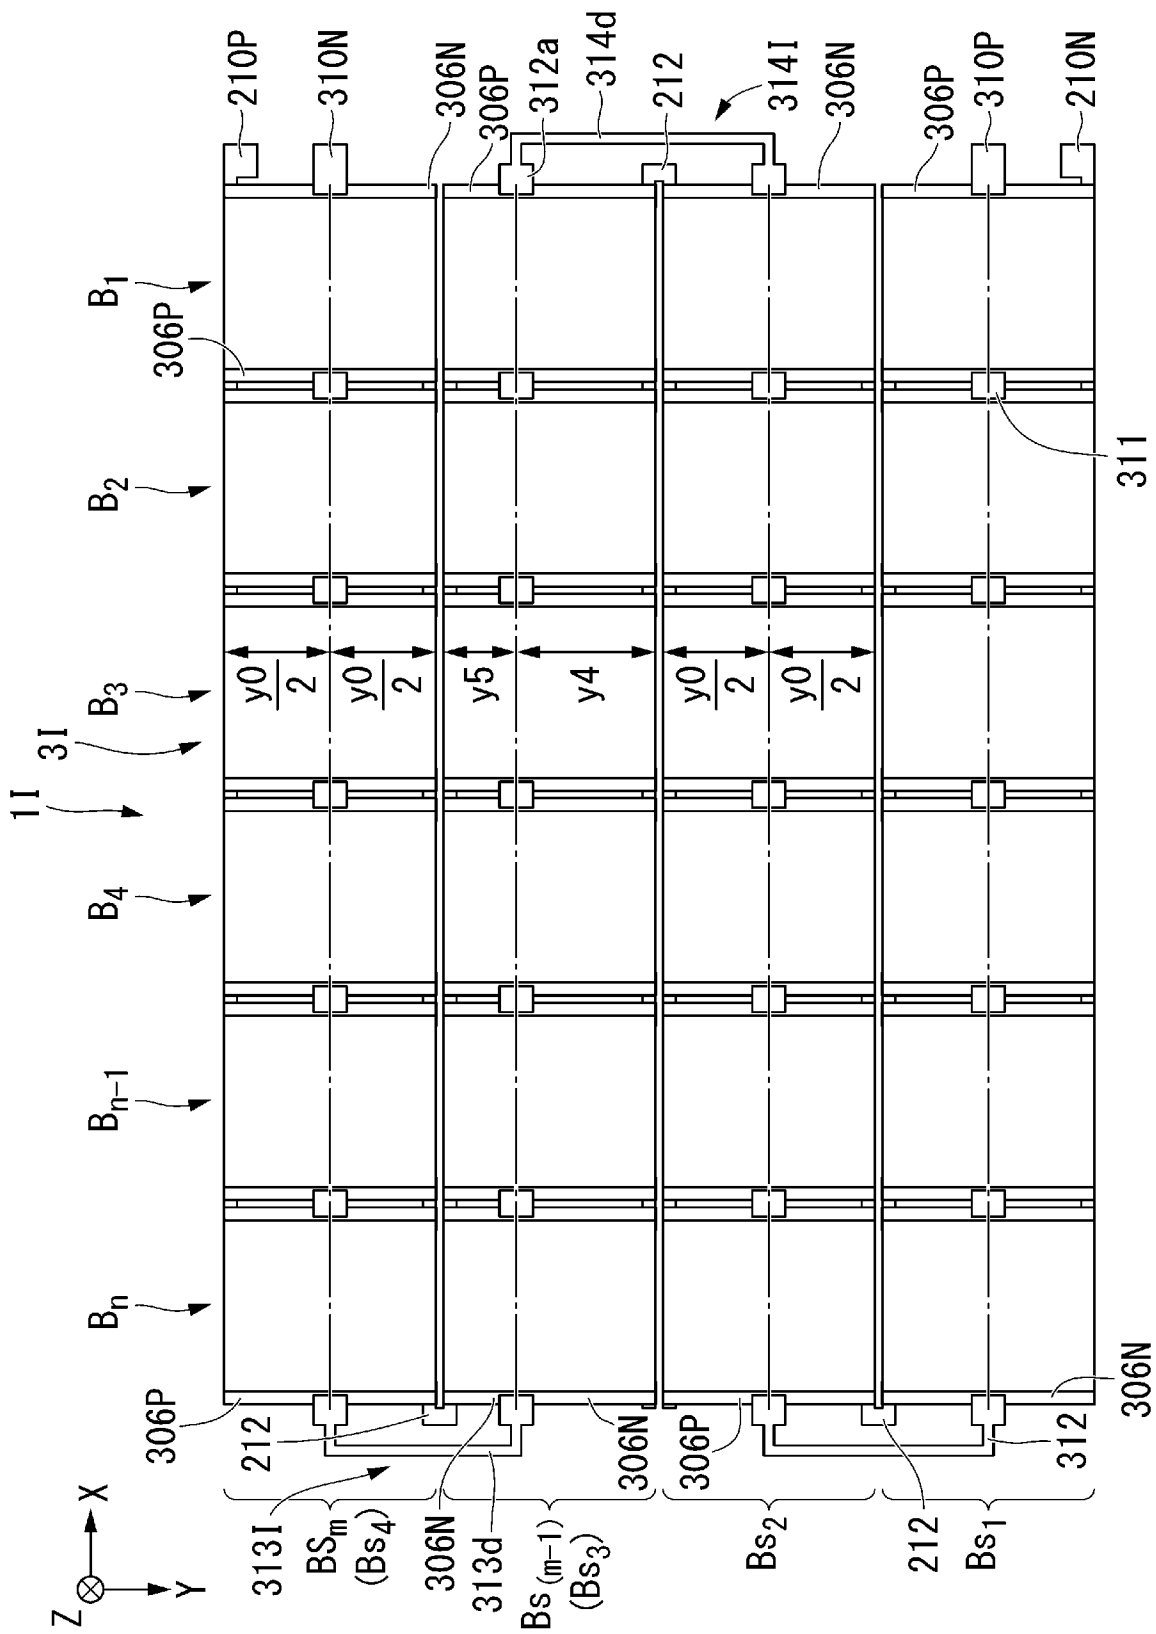 1I
3I
Bn
Bn-1
B4
B3
B2
B1
306P
210P
310N
306N
306P
312a
314d
212
314I
306N
306P
310P
210N
y0/2
y0/2
y5
y4
y0/2
y0/2
311
306P
212
306N
313d
306N
306P
212
312
306N
313I
BSm
(Bs4)
Bs(m-1)
(Bs3)
Bs2
Bs1
X
Y
Z